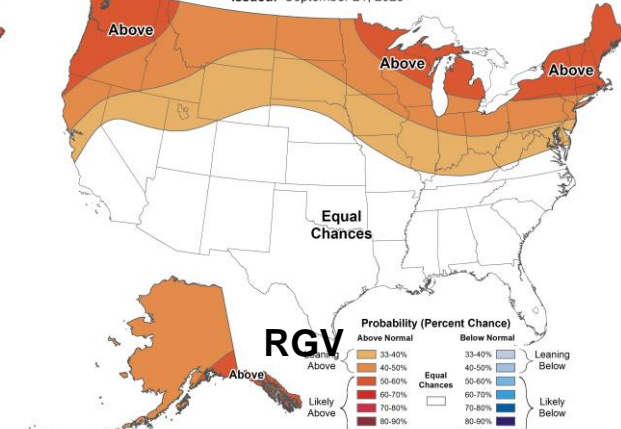 Above
Above
Above
Equal
Chances
Above
RGV
Probability (Percent Chance)
Above Normal
Below Normal
Leaning
Above
33-40%
40-50%
50-60%
60-70%
70-80%
80-90%
Likely
Above
Equal
Chances
33-40%
40-50%
50-60%
60-70%
70-80%
80-90%
Leaning
Below
Likely
Below